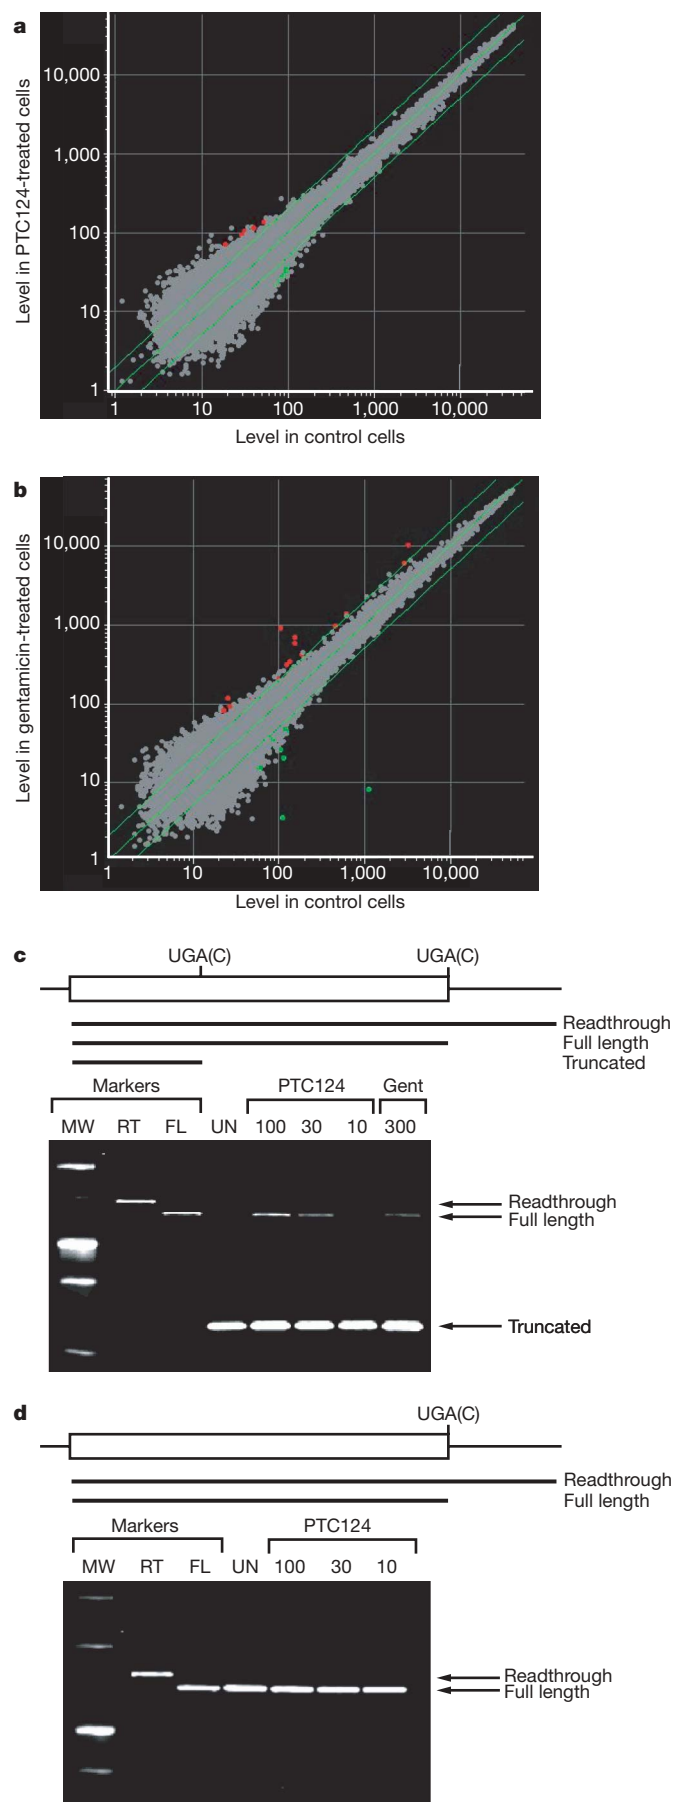 a
Level in PTC124-treated cells
10,000
1,000
100
10
1
1 10 100 1,000 10,000
Level in control cells
b
Level in gentamicin-treated cells
10,000
1,000
100
10
1
1 10 100 1,000 10,000
Level in control cells
c
UGA(C) UGA(C)
Readthrough
Full length
Truncated
Markers PTC124 Gent
MW RT FL UN 100 30 10 300
Readthrough
Full length
Truncated
d
UGA(C)
Readthrough
Full length
Markers PTC124
MW RT FL UN 100 30 10
Readthrough
Full length